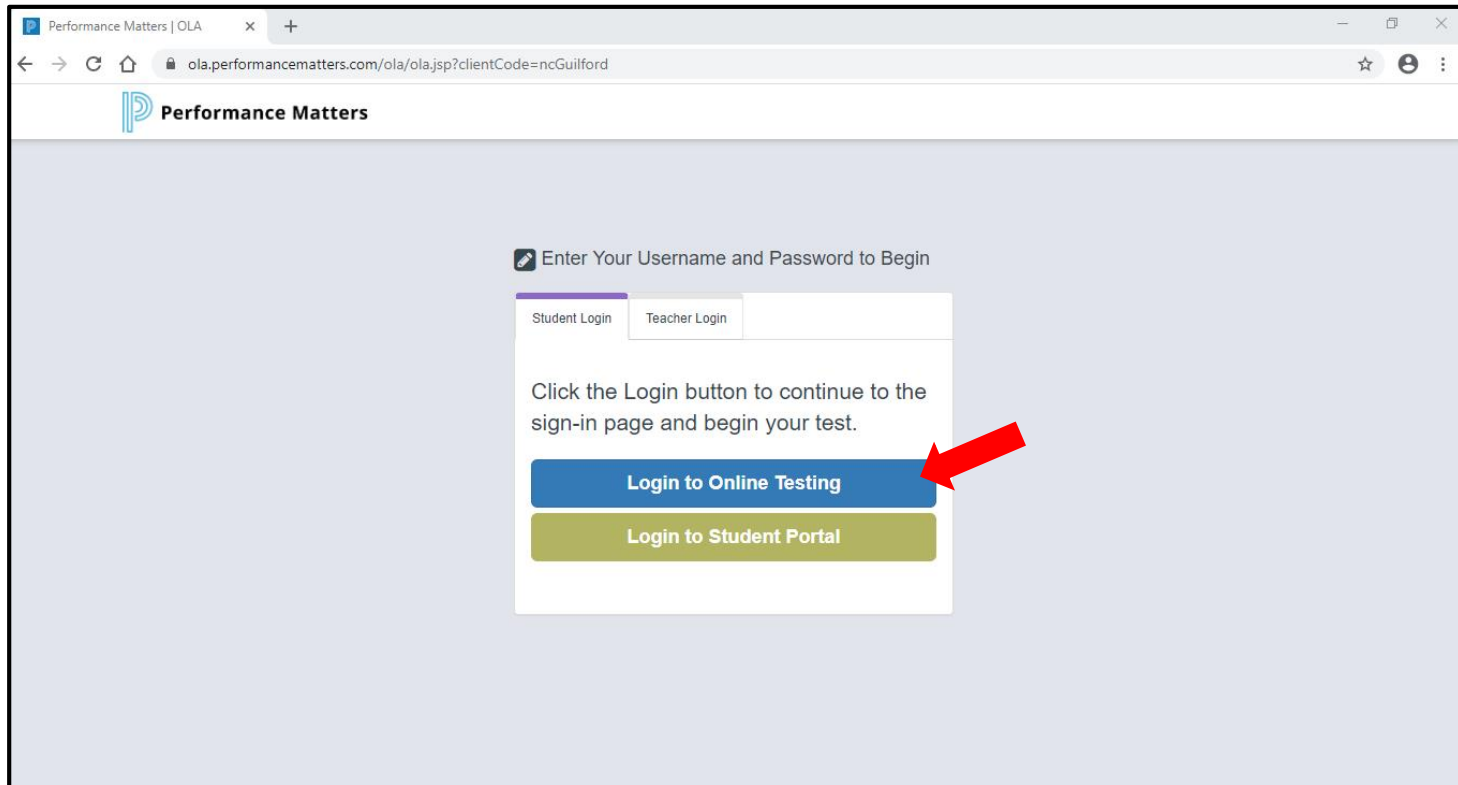 Performance Matters | OLA
ola.performancematters.com/ola/ola.jsp?clientCode=ncGuilford
Performance Matters
Enter Your Username and Password to Begin
Student Login Teacher Login
Click the Login button to continue to the
sign-in page and begin your test.
Login to Online Testing
Login to Student Portal